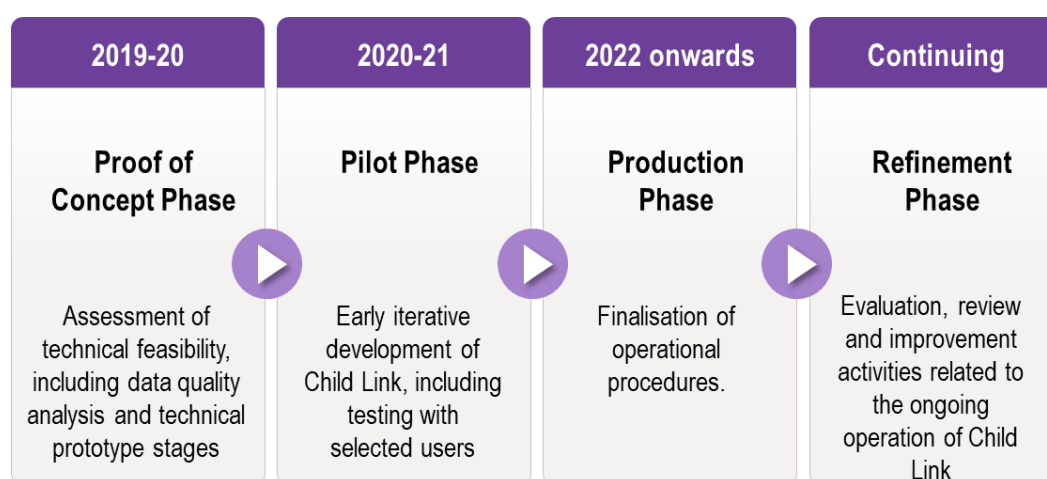 2019-20
Proof of
Concept Phase
Assessment of
technical feasibility,
including data quality
analysis and technical
prototype stages
2020-21
Pilot Phase
Early iterative
development of
Child Link, including
testing with
selected users
2022 onwards
Production
Phase
Finalisation of
operational
procedures.
Continuing
Refinement
Phase
Evaluation, review
and improvement
activities related to
the ongoing
operation of Child
Link